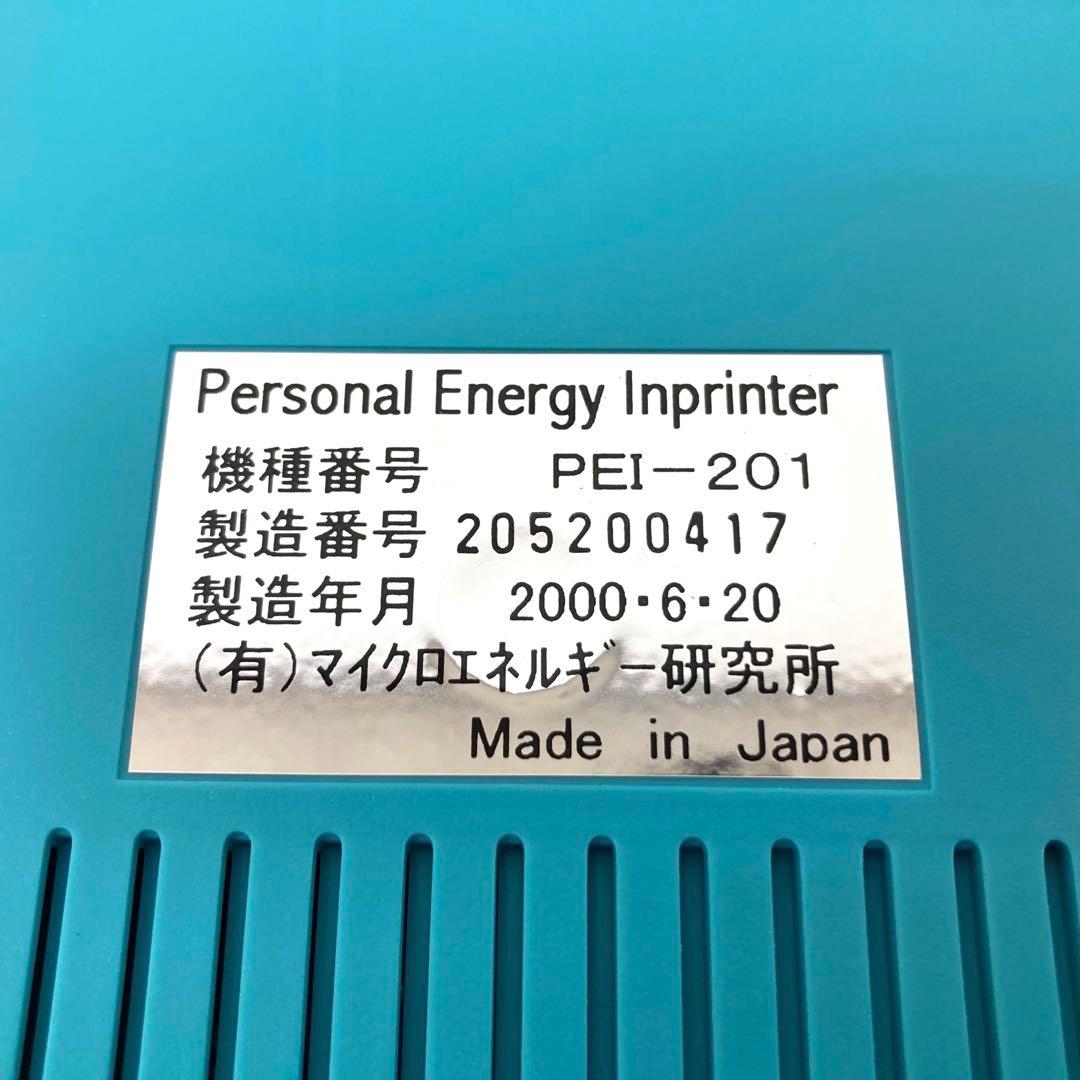 Personal Energy Inprinter
機種番号 PEI-201
製造番号 205200417
製造年月 2000・6・20
(有)マイクロエネルギー研究所
Made in Japan